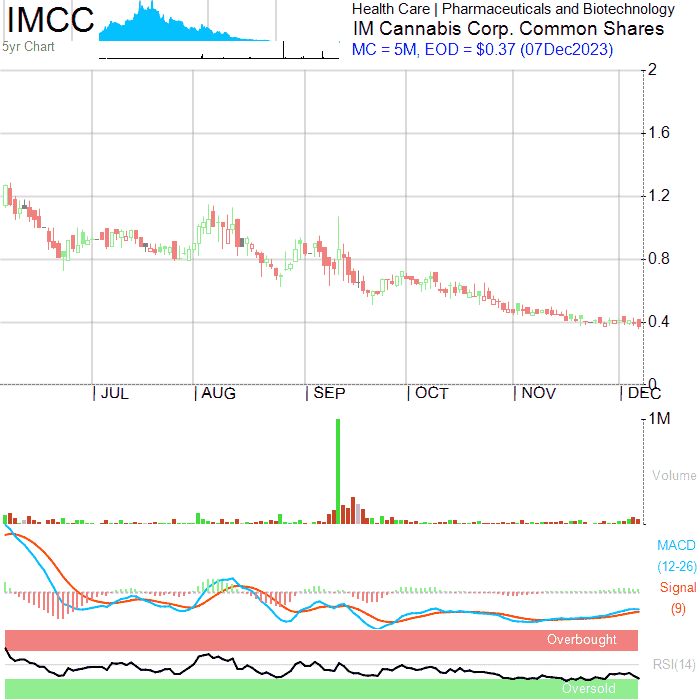 IMCC
5yr Chart
Health Care | Pharmaceuticals and Biotechnology
IM Cannabis Corp. Common Shares
MC = 5M, EOD = $0.37 (07Dec2023)
2
1.6
1.2
0.8
0.4
0
JUL AUG SEP OCT NOV DEC
1M
Volume
MACD
(12-26)
Signal
(9)
Overbought
RSI(14)
Oversold